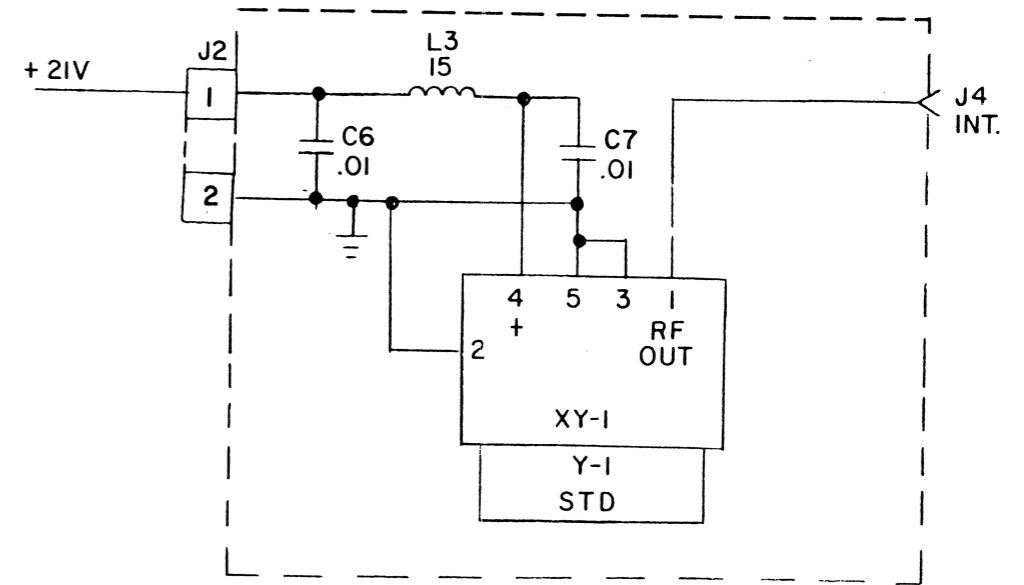 + 21V
J2
1
2
L3
15
C6
.01
C7
.01
J4
INT.
4
+
5
3
1
RF
OUT
2
XY-1
Y-1
STD